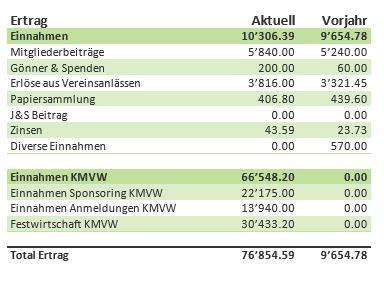 Ertrag Aktuell Vorjahr
Einnahmen 10'306.39 9'654.78
Mitgliederbeiträge 5'840.00 5'240.00
Gönner & Spenden 200.00 60.00
Erlöse aus Vereinsanlässen 3'816.00 3'321.45
Papiersammlung 406.80 439.60
J&S Beitrag 0.00 0.00
Zinsen 43.59 23.73
Diverse Einnahmen 0.00 570.00
Einnahmen KMVW 66'548.20 0.00
Einnahmen Sponsoring KMVW 22'175.00 0.00
Einnahmen Anmeldungen KMVW 13'940.00 0.00
Festwirtschaft KMVW 30'433.20 0.00
Total Ertrag 76'854.59 9'654.78